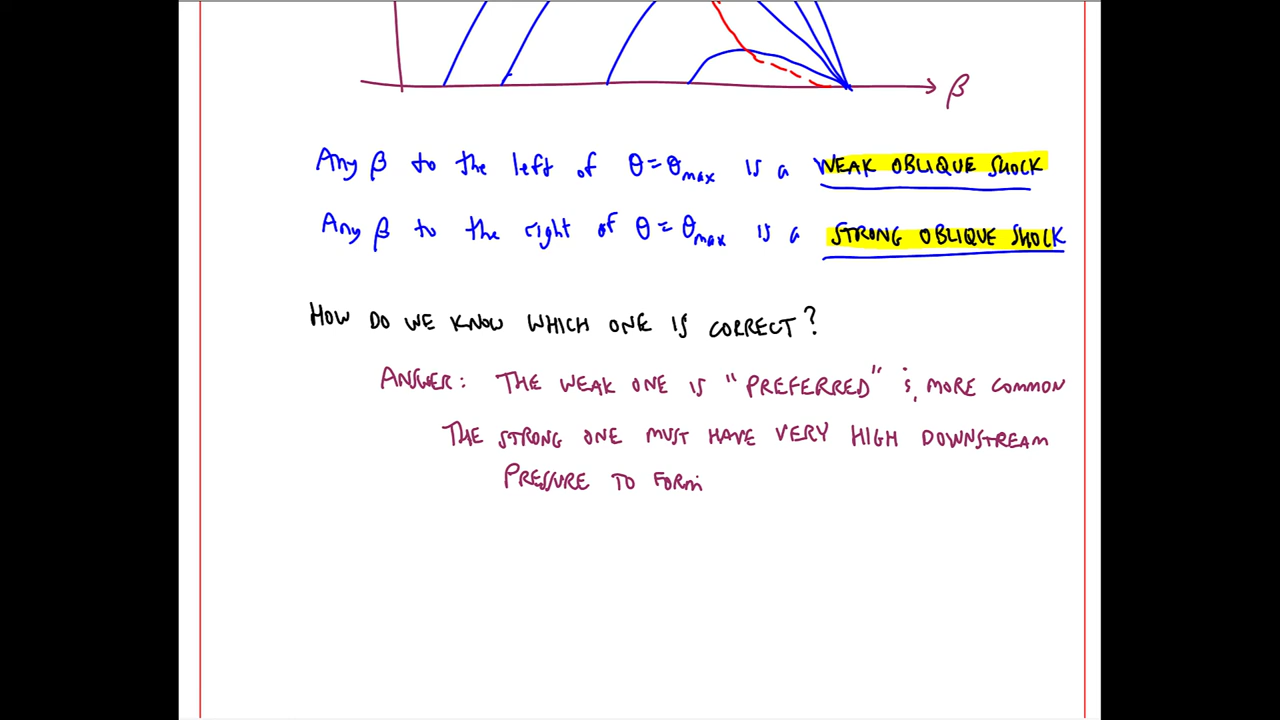 β
Any β to the left of θ = θmax is a WEAK OBLIQUE SHOCK
Any β to the right of θ = θmax is a STRONG OBLIQUE SHOCK
HOW DO WE KNOW WHICH ONE IS CORRECT?
ANSWER: THE WEAK ONE IS "PREFERRED" & MORE COMMON
THE STRONG ONE MUST HAVE VERY HIGH DOWNSTREAM
PRESSURE TO FORM